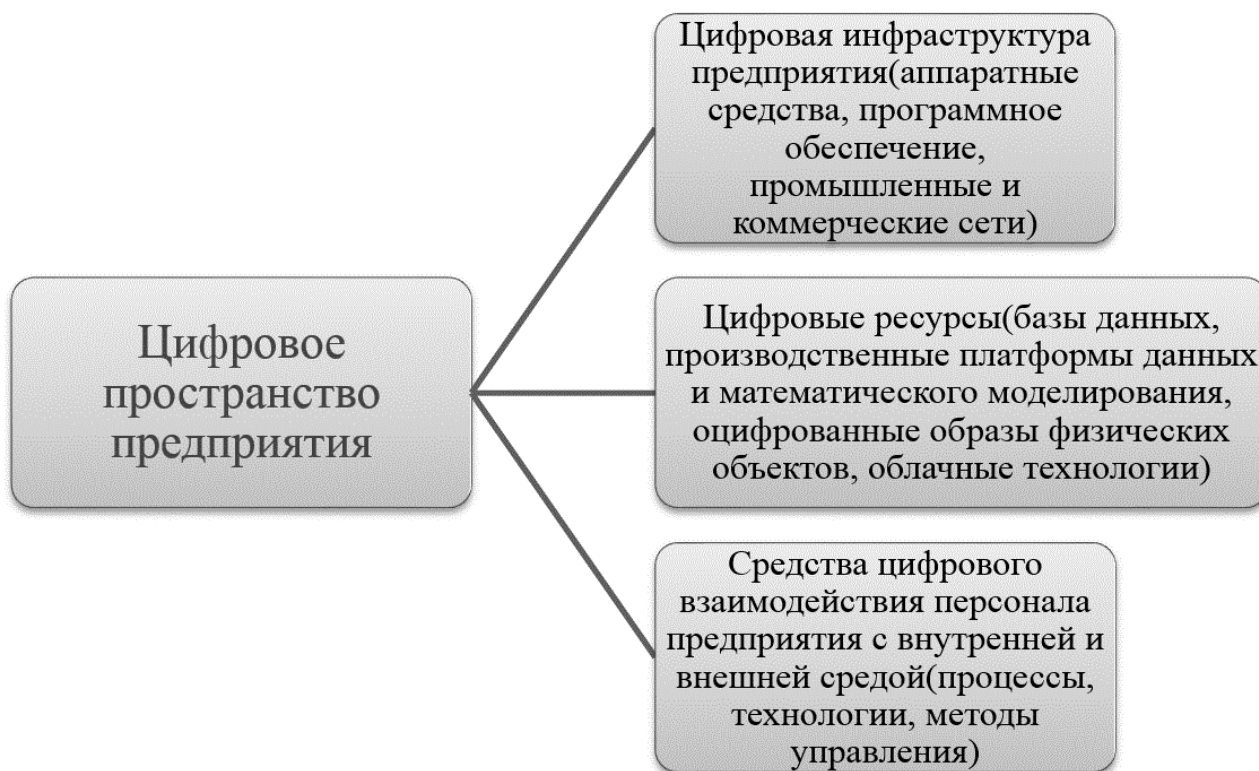 Цифровое
пространство
предприятия
Цифровая инфраструктура
предприятия(аппаратные
средства, программное
обеспечение,
промышленные и
коммерческие сети)
Цифровые ресурсы(базы данных,
производственные платформы данных
и математического моделирования,
оцифрованные образы физических
объектов, облачные технологии)
Средства цифрового
взаимодействия персонала
предприятия с внутренней и
внешней средой(процессы,
технологии, методы
управления)